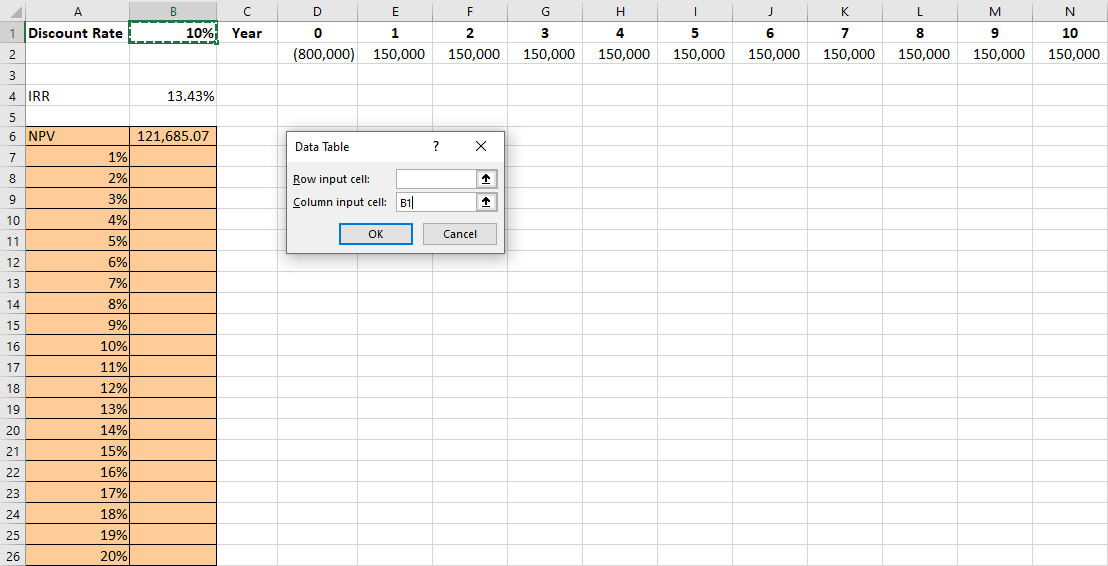 A B C D E F G H I J K L M N
1 Discount Rate 10% Year 0 1 2 3 4 5 6 7 8 9 10
2 (800,000) 150,000 150,000 150,000 150,000 150,000 150,000 150,000 150,000 150,000 150,000
3
4 IRR 13.43%
5
6 NPV 121,685.07
Data Table ? ×
7 1%
8 2%
Row input cell:
9 3%
Column input cell: B1
10 4%
11 5%
OK Cancel
12 6%
13 7%
14 8%
15 9%
16 10%
17 11%
18 12%
19 13%
20 14%
21 15%
22 16%
23 17%
24 18%
25 19%
26 20%